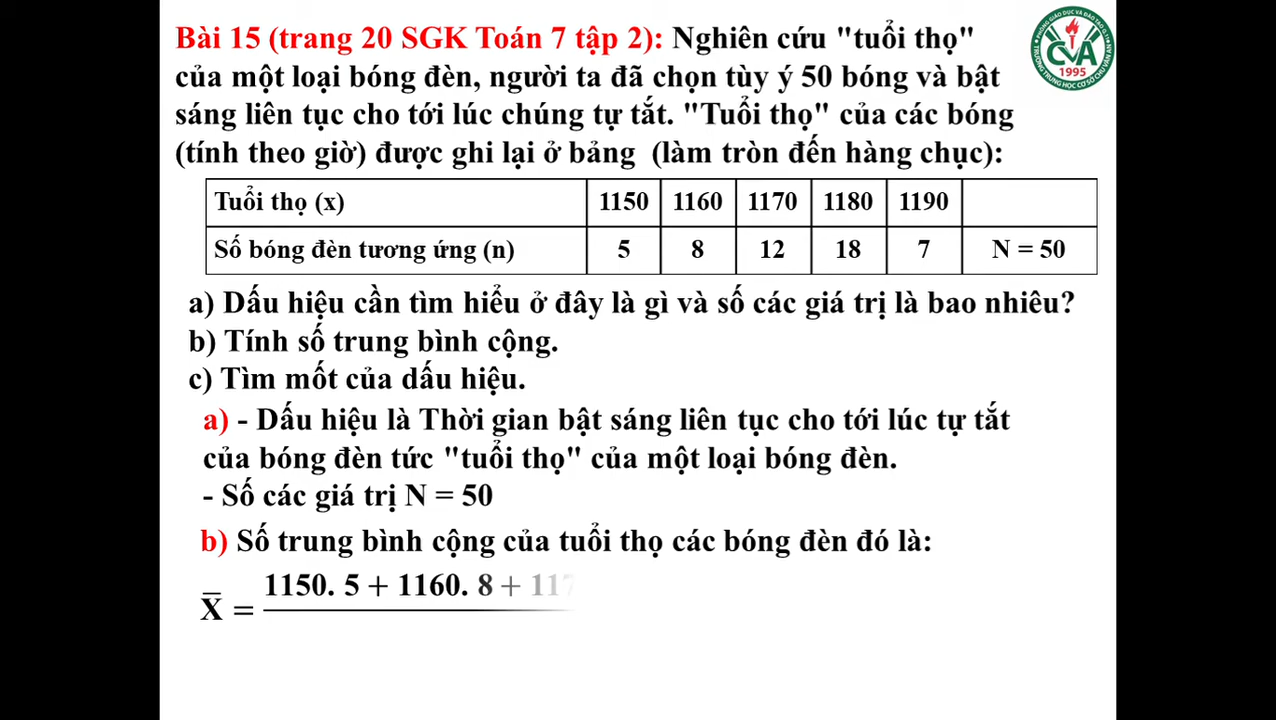 Bài 15 (trang 20 SGK Toán 7 tập 2): Nghiên cứu "tuổi thọ"
của một loại bóng đèn, người ta đã chọn tùy ý 50 bóng và bật
sáng liên tục cho tới lúc chúng tự tắt. "Tuổi thọ" của các bóng
(tính theo giờ) được ghi lại ở bảng (làm tròn đến hàng chục):
Tuổi thọ (x) 1150 1160 1170 1180 1190
Số bóng đèn tương ứng (n) 5 8 12 18 7 N = 50
a) Dấu hiệu cần tìm hiểu ở đây là gì và số các giá trị là bao nhiêu?
b) Tính số trung bình cộng.
c) Tìm mốt của dấu hiệu.
a) - Dấu hiệu là Thời gian bật sáng liên tục cho tới lúc tự tắt
của bóng đèn tức "tuổi thọ" của một loại bóng đèn.
- Số các giá trị N = 50
b) Số trung bình cộng của tuổi thọ các bóng đèn đó là:
1150. 5 + 1160. 8 + 117
X̅ =
CVA
1995